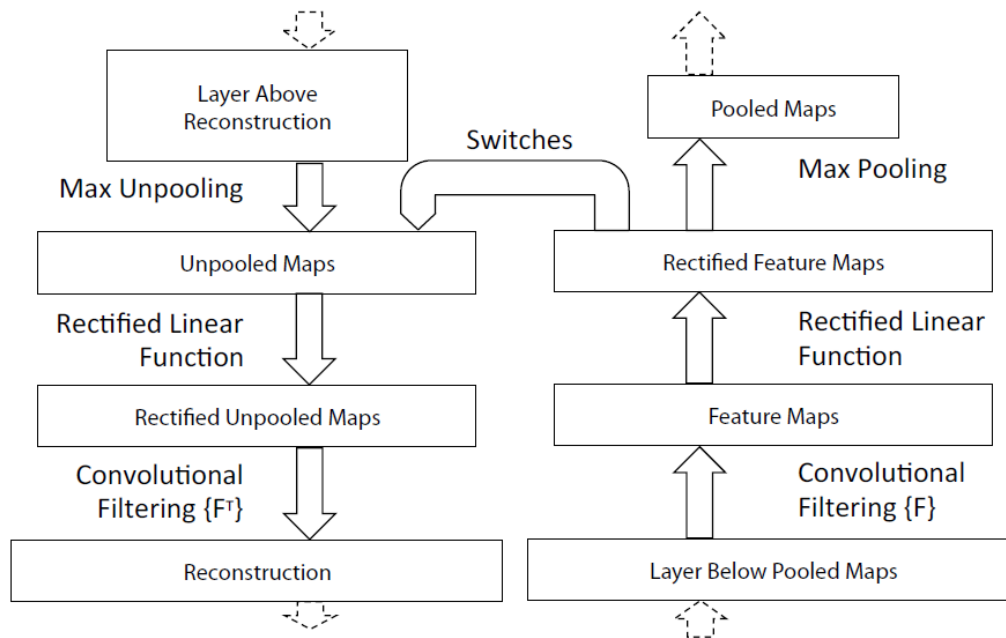 Layer Above
Reconstruction
Pooled Maps
Switches
Max Unpooling
Max Pooling
Unpooled Maps
Rectified Feature Maps
Rectified Linear
Function
Rectified Linear
Function
Rectified Unpooled Maps
Feature Maps
Convolutional
Filtering {Fᵀ}
Convolutional
Filtering {F}
Reconstruction
Layer Below Pooled Maps